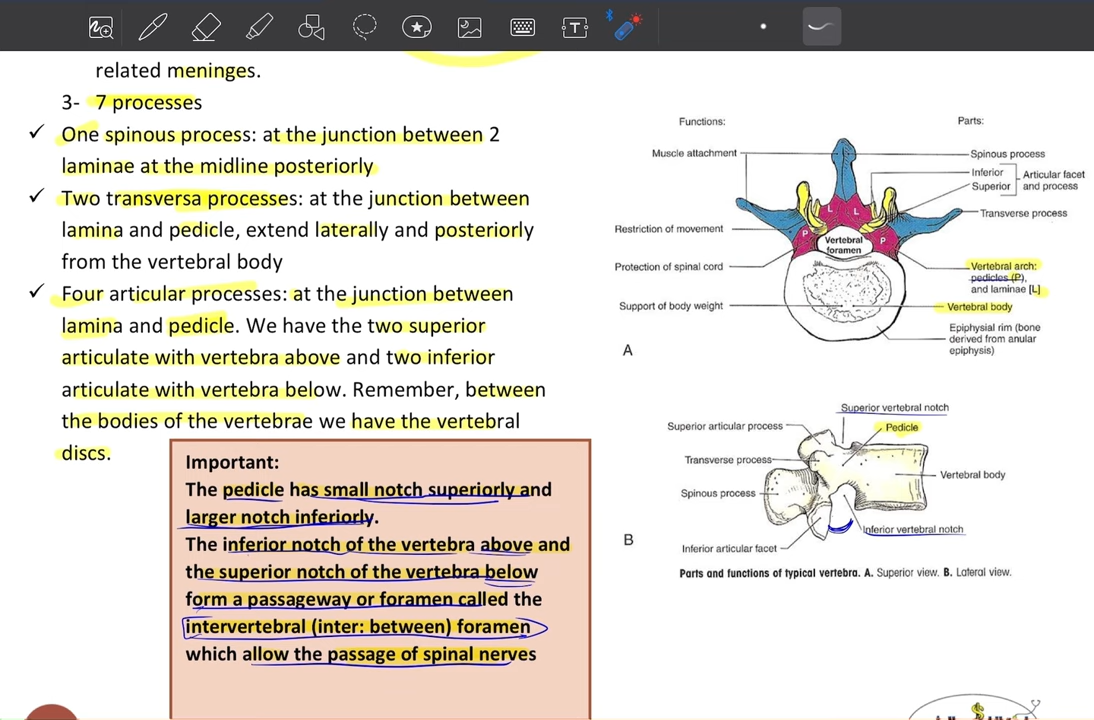 related meninges.
3- 7 processes
✓ One spinous process: at the junction between 2
laminae at the midline posteriorly
✓ Two transversa processes: at the junction between
lamina and pedicle, extend laterally and posteriorly
from the vertebral body
✓ Four articular processes: at the junction between
lamina and pedicle. We have the two superior
articulate with vertebra above and two inferior
articulate with vertebra below. Remember, between
the bodies of the vertebrae we have the vertebral
discs.
Important:
The pedicle has small notch superiorly and
larger notch inferiorly.
The inferior notch of the vertebra above and
the superior notch of the vertebra below
form a passageway or foramen called the
intervertebral (inter: between) foramen
which allow the passage of spinal nerves
Functions:
Parts:
Muscle attachment
Restriction of movement
Protection of spinal cord
Support of body weight
Spinous process
Inferior
Superior
Articular facet
and process
Transverse process
Vertebral arch:
pedicles (P),
and laminae [L]
Vertebral body
Epiphysial rim (bone
derived from anular
epiphysis)
L
L
P
P
Vertebral
foramen
A
Superior vertebral notch
Superior articular process
Pedicle
Transverse process
Vertebral body
Spinous process
Inferior vertebral notch
Inferior articular facet
B
Parts and functions of typical vertebra. A. Superior view. B. Lateral view.